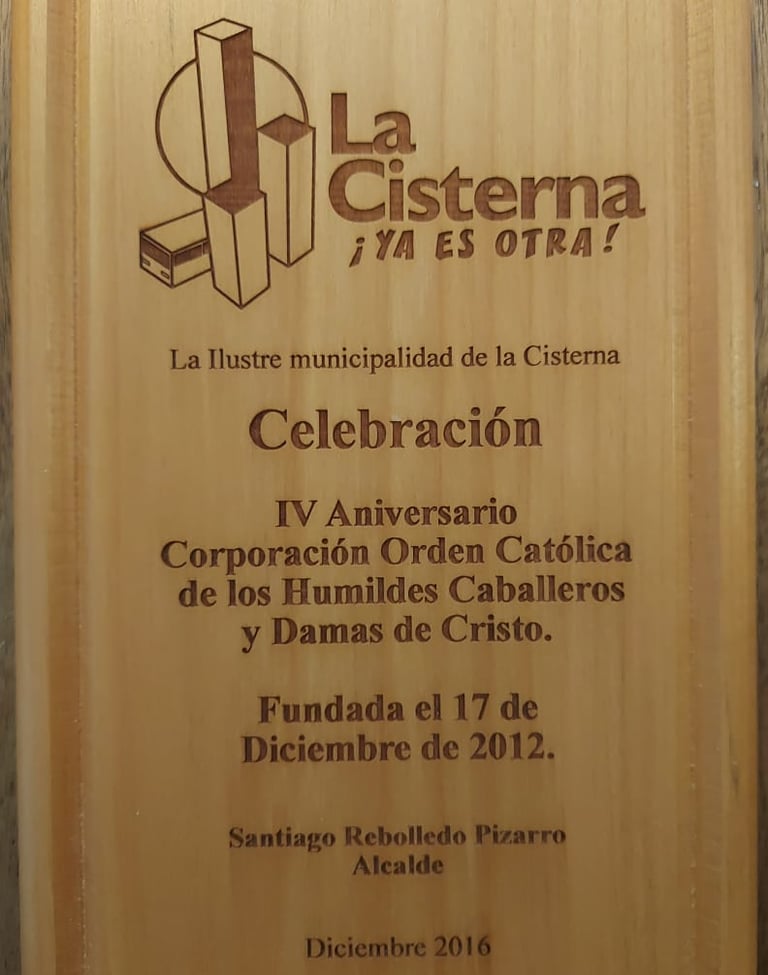 La
Cisterna
¡YA ES OTRA!
La Ilustre municipalidad de la Cisterna
Celebración
IV Aniversario
Corporación Orden Católica
de los Humildes Caballeros
y Damas de Cristo.
Fundada el 17 de
Diciembre de 2012.
Santiago Rebolledo Pizarro
Alcalde
Diciembre 2016